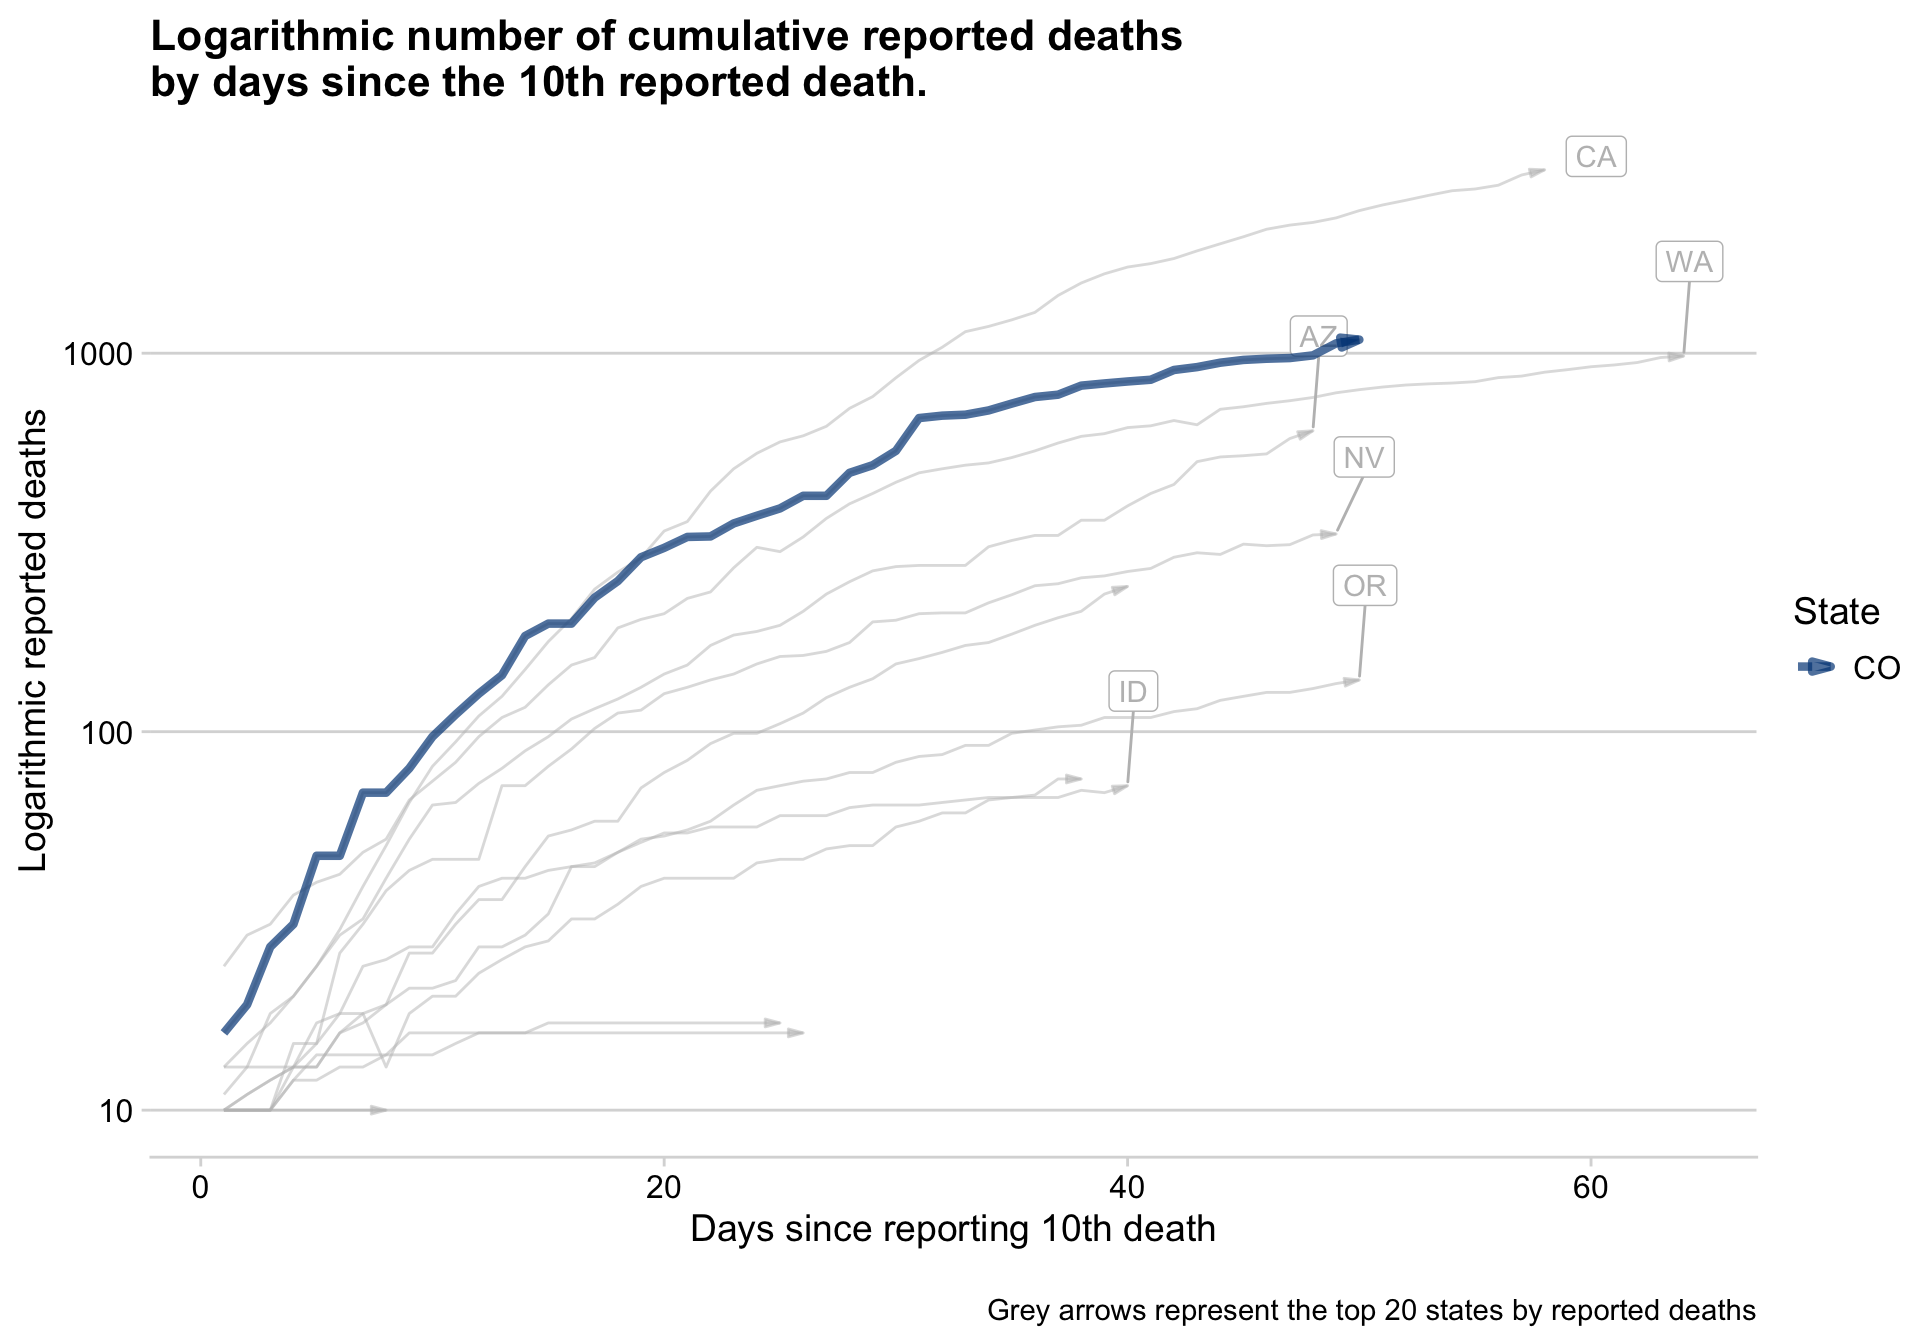 Logarithmic number of cumulative reported deaths
by days since the 10th reported death.
CA
WA
AZ
1000
NV
OR
ID
100
10
Logarithmic reported deaths
State
CO
0 20 40 60
Days since reporting 10th death
Grey arrows represent the top 20 states by reported deaths